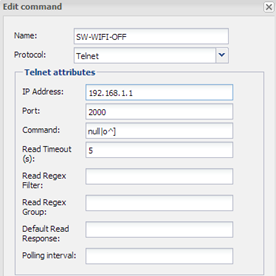 Edit command
Name: SW-WIFI-OFF
Protocol: Telnet
Telnet attributes
IP Address: 192.168.1.1
Port: 2000
Command: null|o^]
Read Timeout
(s): 5
Read Regex
Filter:
Read Regex
Group:
Default Read
Response:
Polling interval: